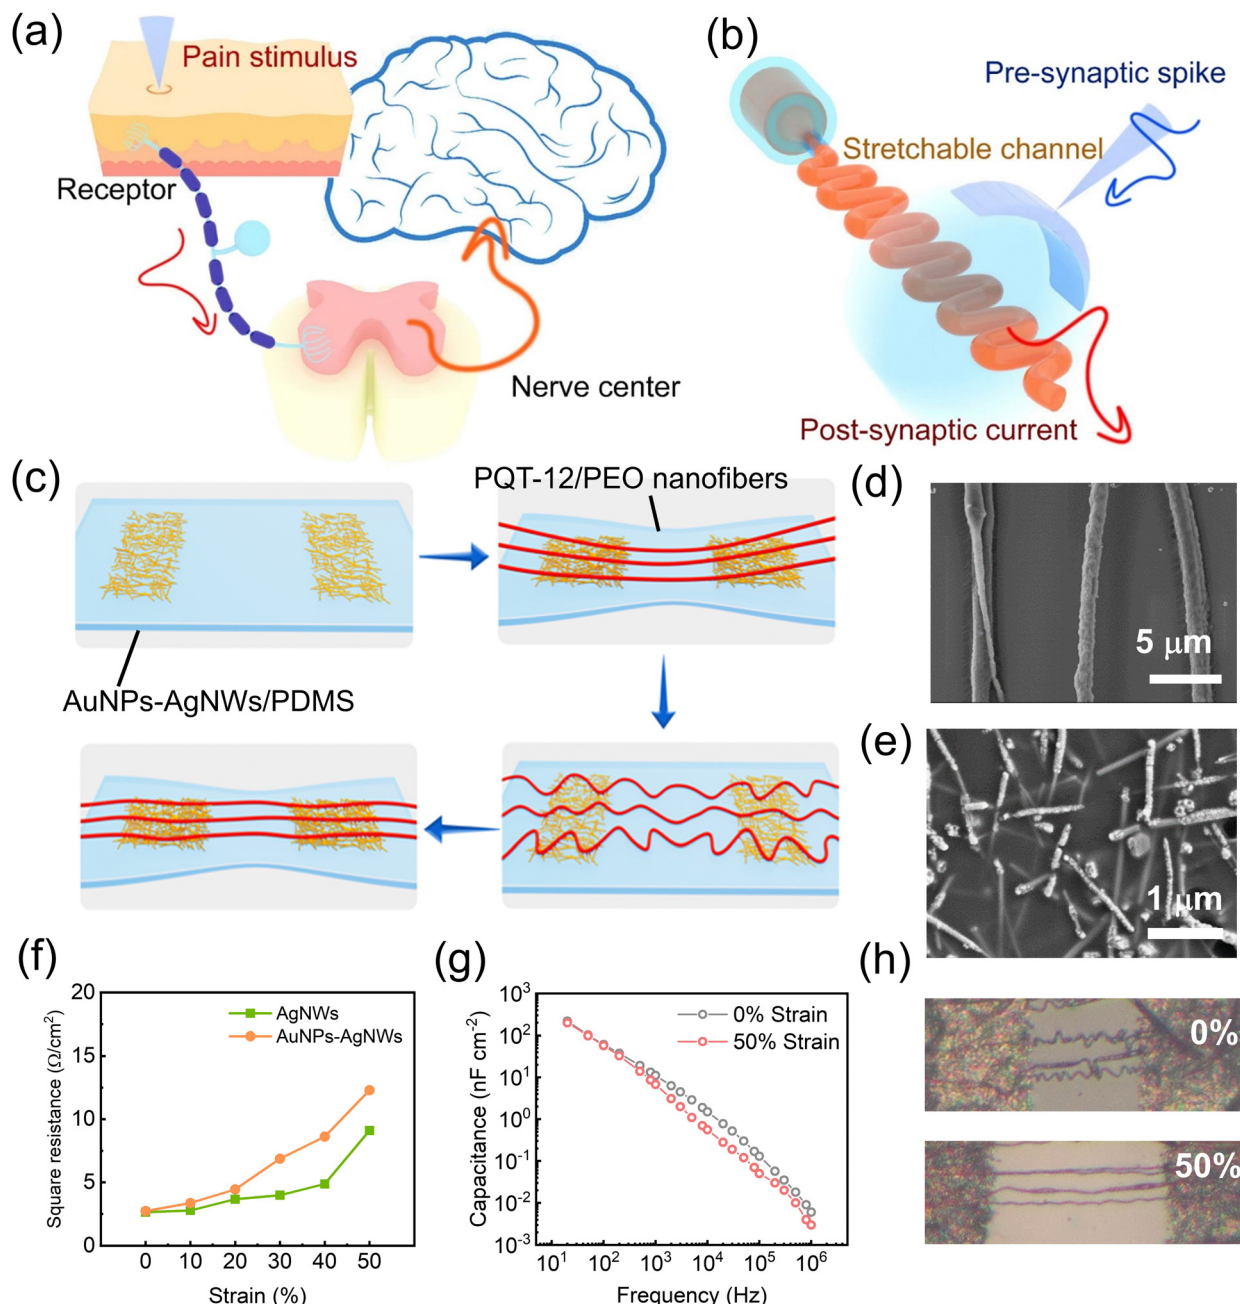 (a)
Pain stimulus
Receptor
Nerve center
(b)
Pre-synaptic spike
Stretchable channel
Post-synaptic current
(c)
PQT-12/PEO nanofibers
AuNPs-AgNWs/PDMS
(d)
5 μm
(e)
1 μm
(f)
Square resistance (Ω/cm²)
20
15
10
5
0
AgNWs
AuNPs-AgNWs
0 10 20 30 40 50
Strain (%)
(g)
Capacitance (nF cm⁻²)
10³
10²
10¹
10⁰
10⁻¹
10⁻²
10⁻³
0% Strain
50% Strain
10¹ 10² 10³ 10⁴ 10⁵ 10⁶
Frequency (Hz)
(h)
0%
50%